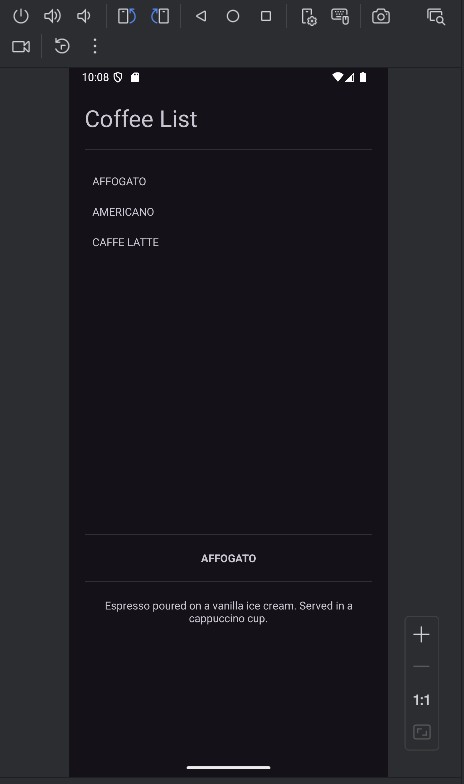 10:08
Coffee List
AFFOGATO
AMERICANO
CAFFE LATTE
AFFOGATO
Espresso poured on a vanilla ice cream. Served in a
cappuccino cup.
1:1